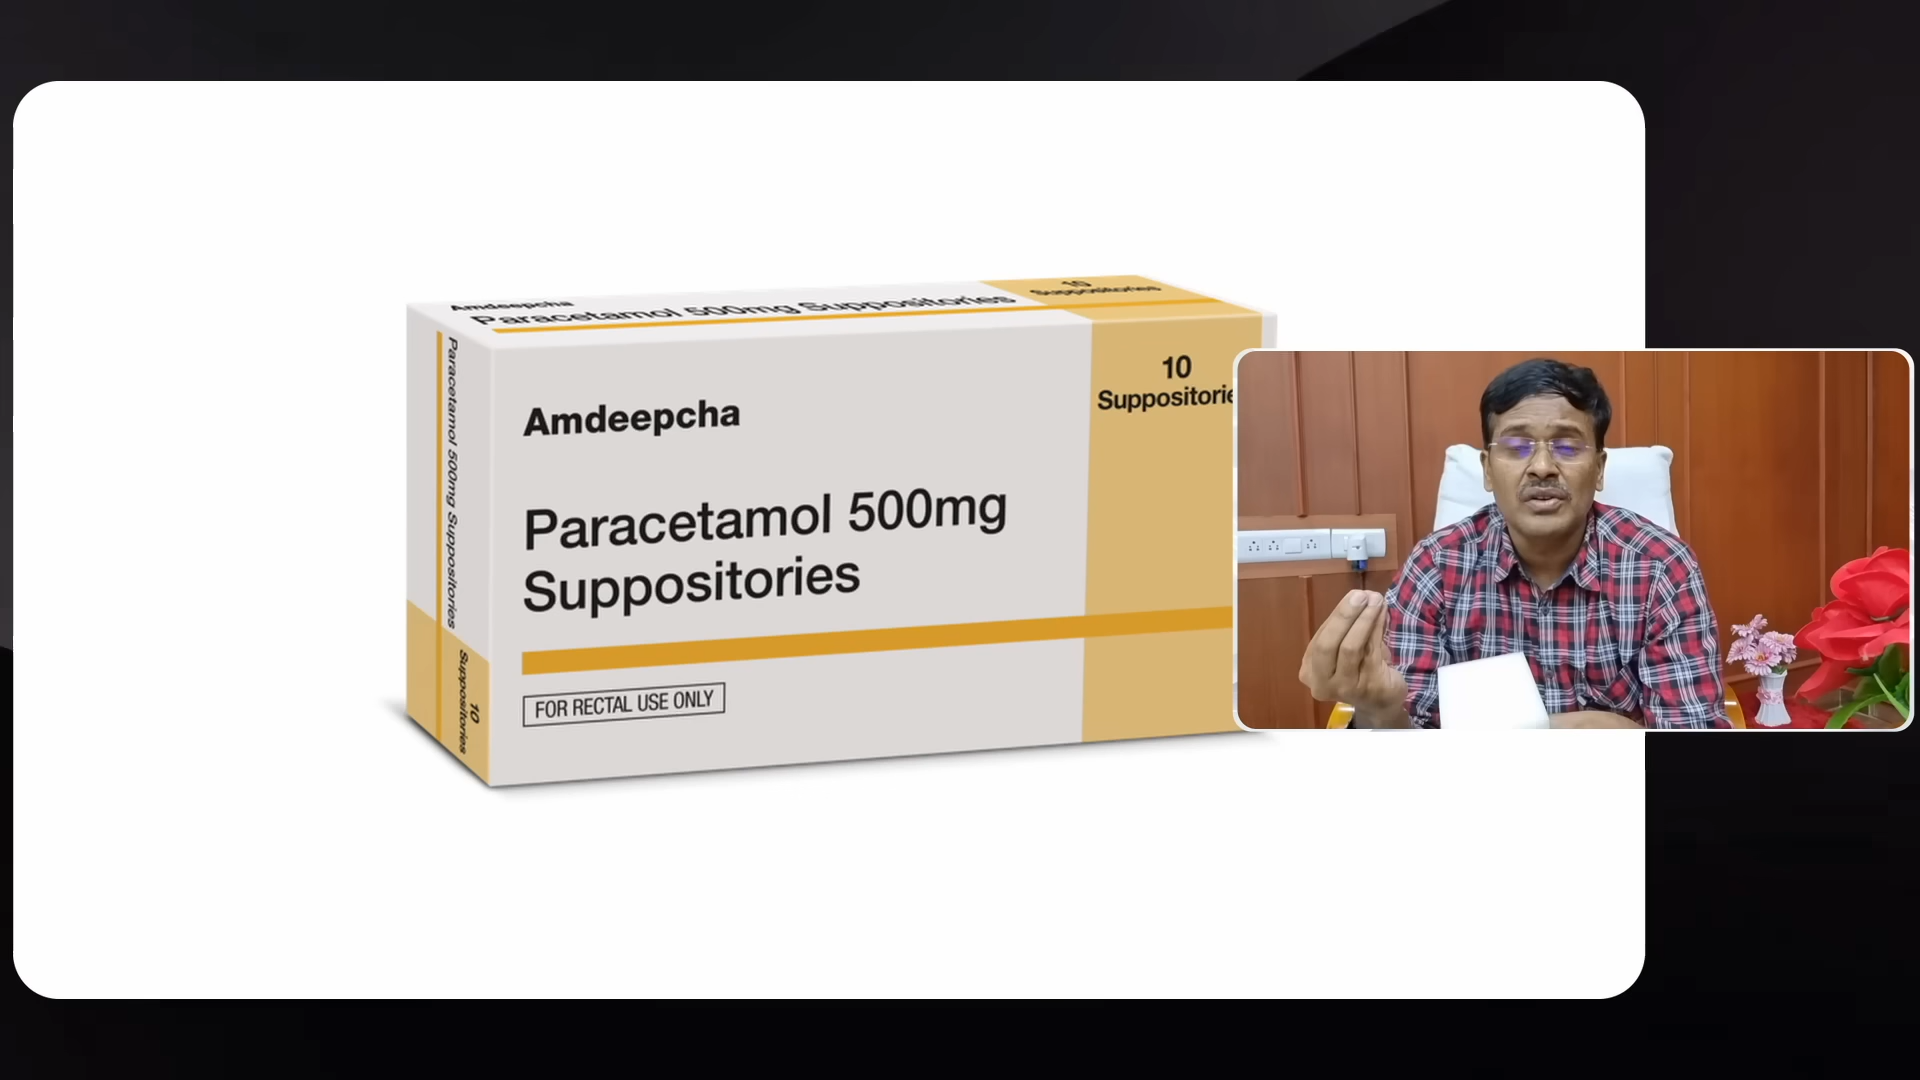 Amdeepcha
Paracetamol 500mg Suppositories
10
Suppositories
Paracetamol 500mg Suppositories
10
Suppositories
Amdeepcha
Paracetamol 500mg
Suppositories
FOR RECTAL USE ONLY
10
Suppositorie